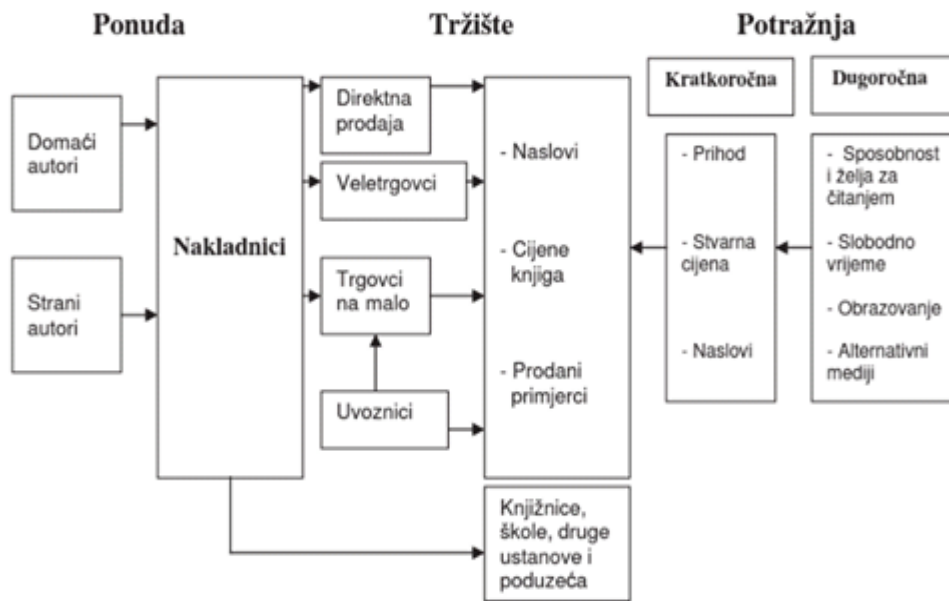 Ponuda
Tržište
Potražnja
Domaći
autori
Strani
autori
Nakladnici
Direktna
prodaja
Veletrgovci
Trgovci
na malo
Uvoznici
- Naslovi
- Cijene
knjiga
- Prodani
primjerci
Knjižnice,
škole, druge
ustanove i
poduzeća
Kratkoročna
- Prihod
- Stvarna
cijena
- Naslovi
Dugoročna
- Sposobnost
i želja za
čitanjem
- Slobodno
vrijeme
- Obrazovanje
- Alternativni
mediji